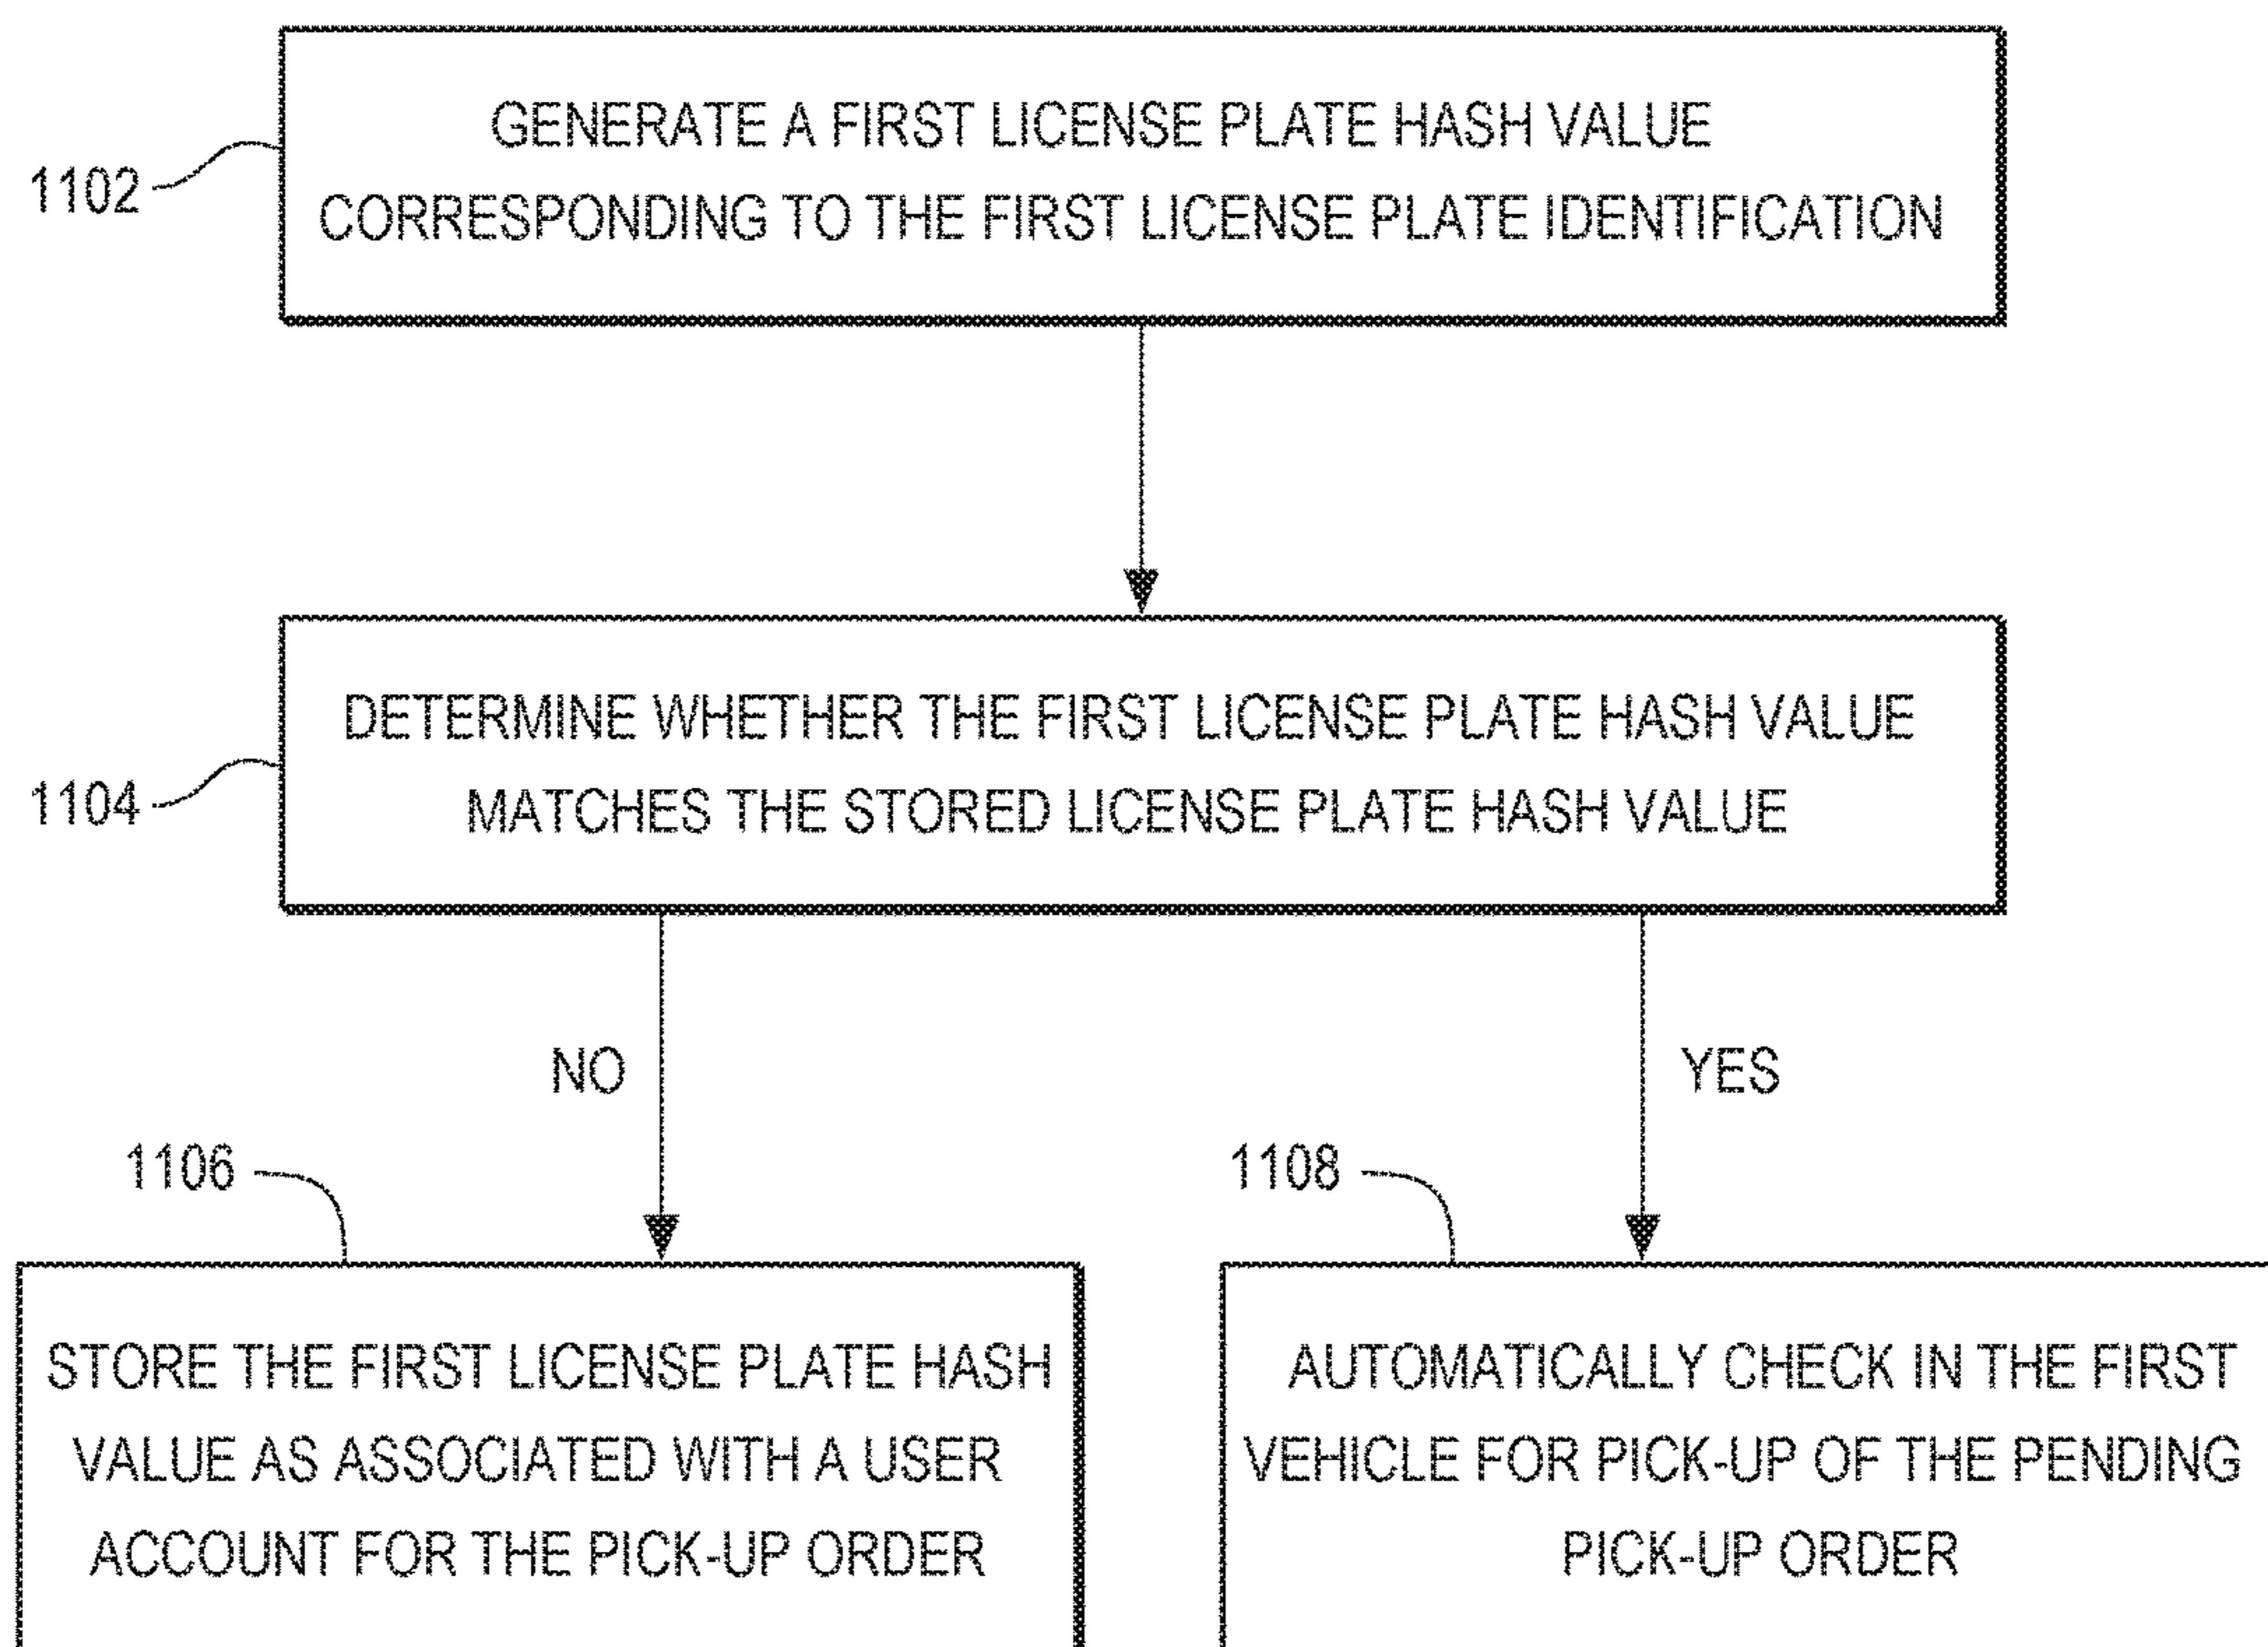 GENERATE A FIRST LICENSE PLATE HASH VALUE
CORRESPONDING TO THE FIRST LICENSE PLATE IDENTIFICATION
1102
DETERMINE WHETHER THE FIRST LICENSE PLATE HASH VALUE
MATCHES THE STORED LICENSE PLATE HASH VALUE
1104
NO
YES
1106
1108
STORE THE FIRST LICENSE PLATE HASH
VALUE AS ASSOCIATED WITH A USER
ACCOUNT FOR THE PICK-UP ORDER
AUTOMATICALLY CHECK IN THE FIRST
VEHICLE FOR PICK-UP OF THE PENDING
PICK-UP ORDER